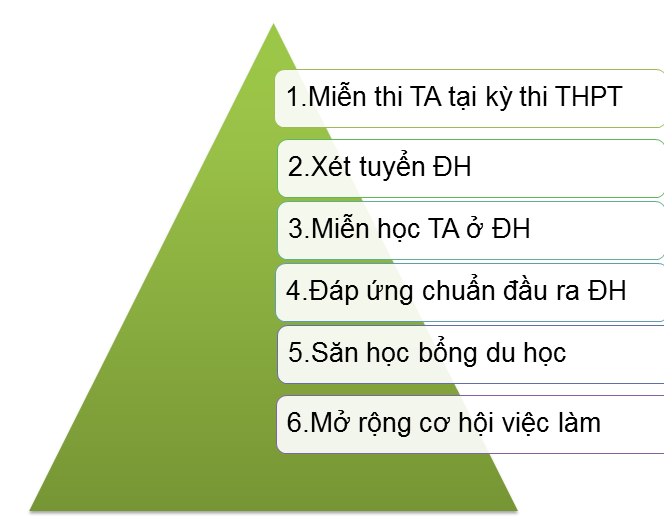 1.Miễn thi TA tại kỳ thi THPT
2.Xét tuyển ĐH
3.Miễn học TA ở ĐH
4.Đáp ứng chuẩn đầu ra ĐH
5.Săn học bổng du học
6.Mở rộng cơ hội việc làm